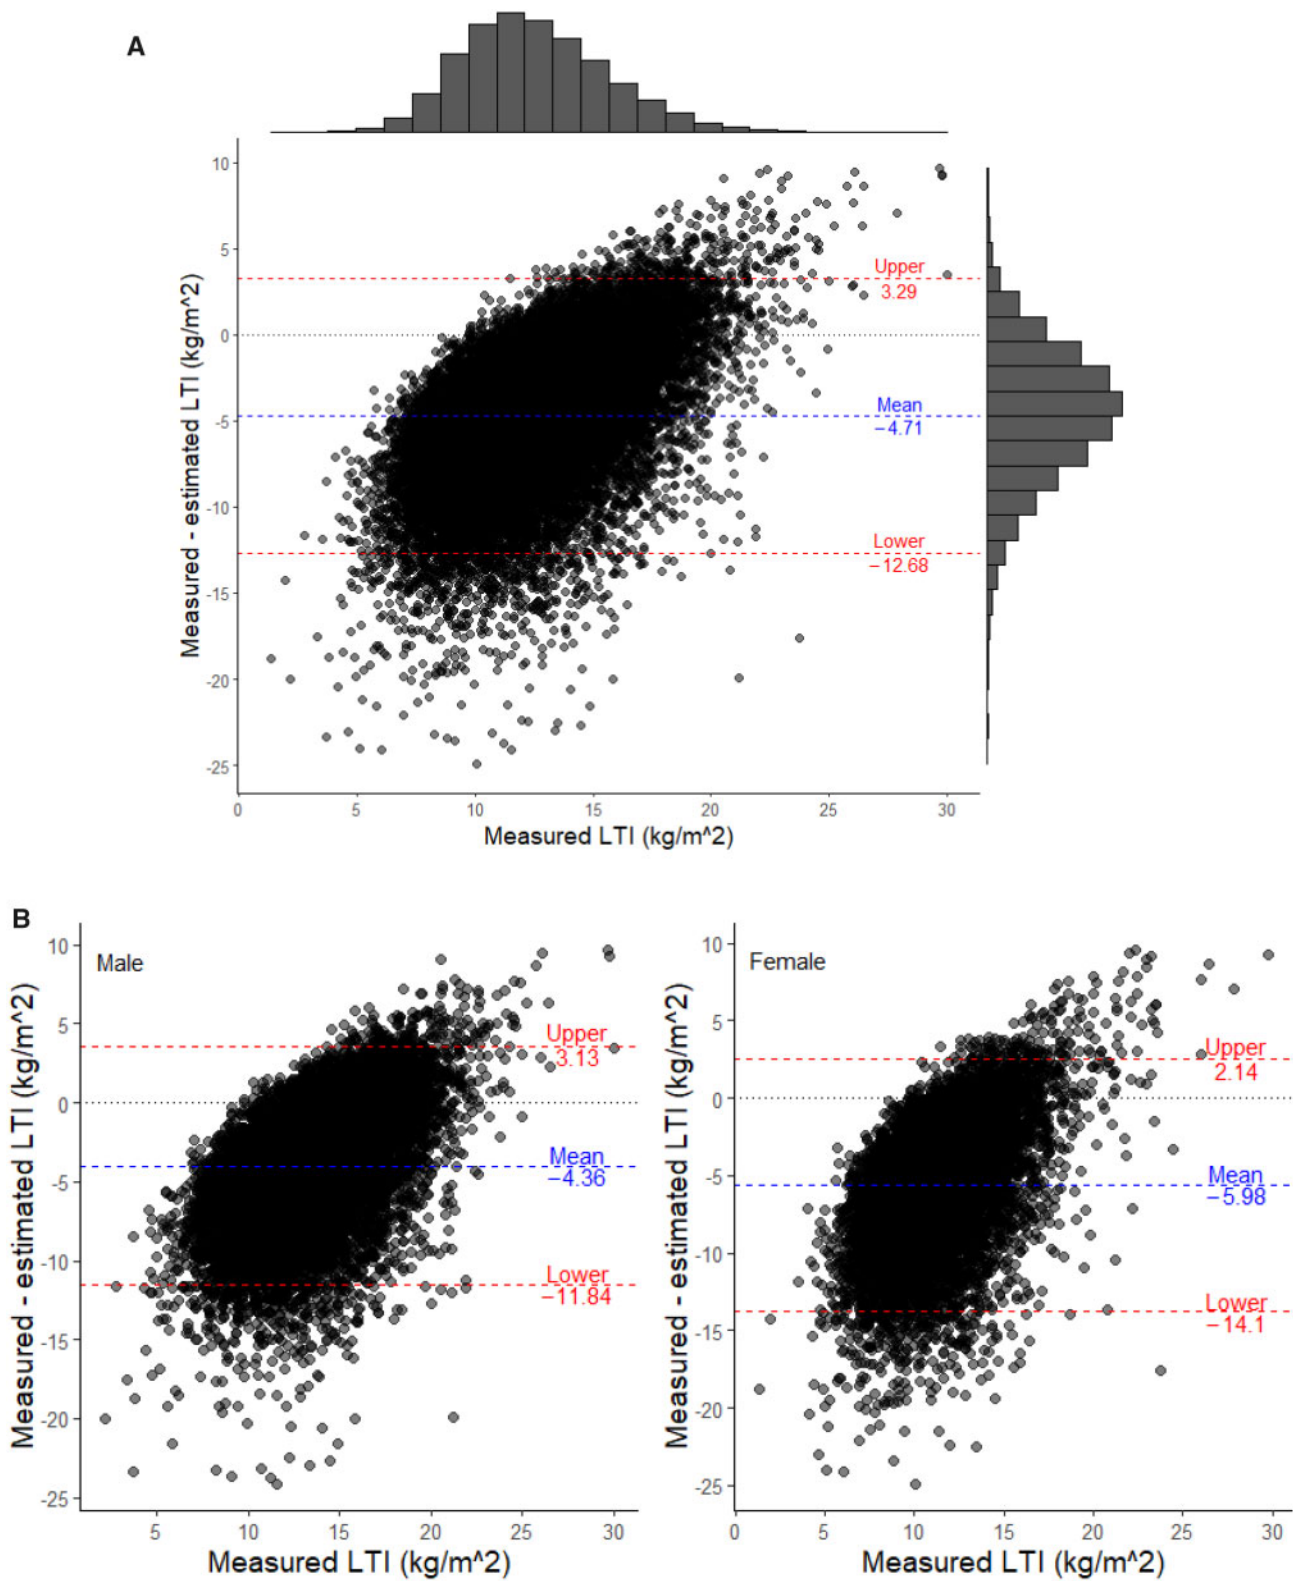 A
10
5
0
-5
-10
-15
-20
-25
Measured - estimated LTI (kg/m^2)
Upper
3.29
Mean
−4.71
Lower
−12.68
0 5 10 15 20 25 30
Measured LTI (kg/m^2)
B
Male
10
5
0
-5
-10
-15
-20
-25
Measured - estimated LTI (kg/m^2)
Upper
3.13
Mean
−4.36
Lower
−11.84
5 10 15 20 25 30
Measured LTI (kg/m^2)
Female
10
5
0
-5
-10
-15
-20
-25
Measured - estimated LTI (kg/m^2)
Upper
2.14
Mean
−5.98
Lower
−14.1
0 5 10 15 20 25 30
Measured LTI (kg/m^2)